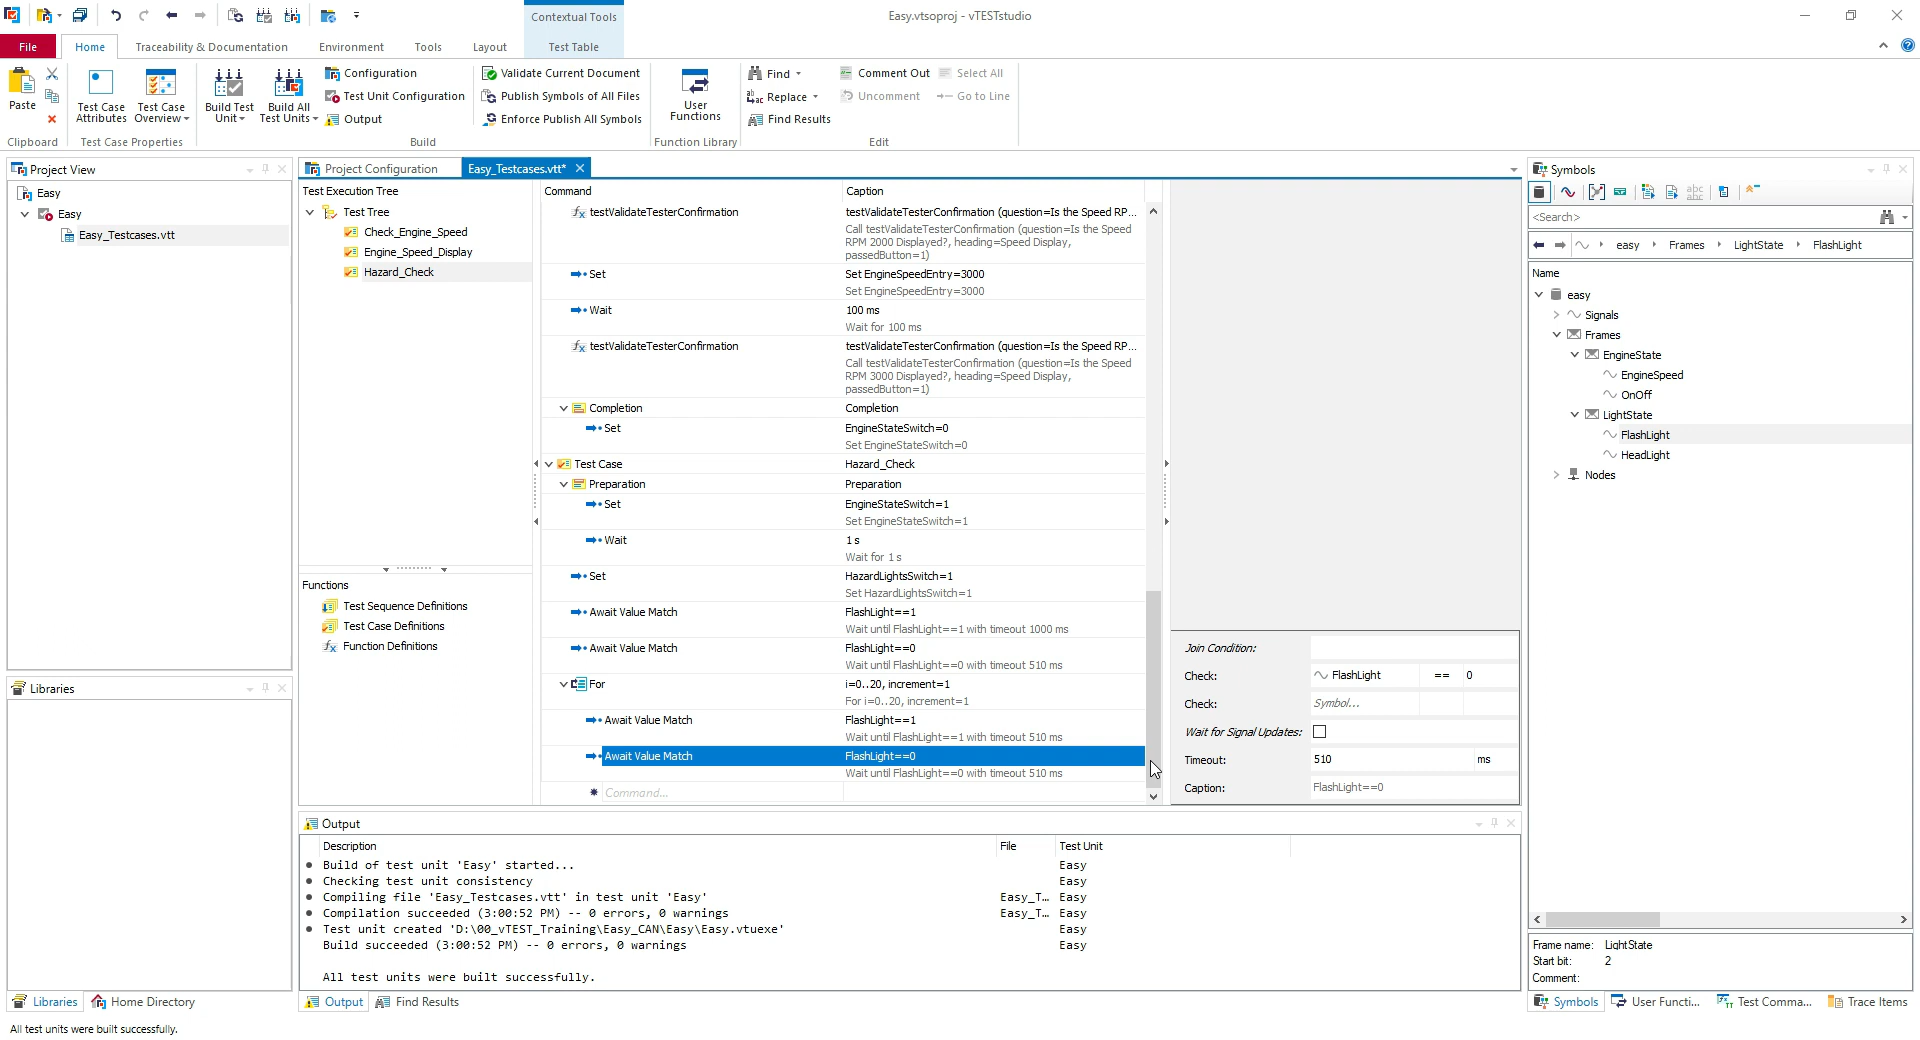 Contextual Tools
Easy.vtsoproj - vTESTstudio
File
Home
Traceability & Documentation
Environment
Tools
Layout
Test Table
Paste
Test Case Attributes
Test Case Overview
Build Test Unit
Build All Test Units
Configuration
Test Unit Configuration
Output
Validate Current Document
Publish Symbols of All Files
Enforce Publish All Symbols
User Functions
Find
Replace
Find Results
Comment Out
Uncomment
Select All
Go to Line
Clipboard
Test Case Properties
Build
Function Library
Edit
Project View
Easy
Easy
Easy_Testcases.vtt
Libraries
Libraries
Home Directory
Project Configuration
Easy_Testcases.vtt*
Test Execution Tree
Test Tree
Check_Engine_Speed
Engine_Speed_Display
Hazard_Check
Functions
Test Sequence Definitions
Test Case Definitions
Function Definitions
Command
Caption
testValidateTesterConfirmation
testValidateTesterConfirmation (question=Is the Speed RP...
Call testValidateTesterConfirmation (question=Is the Speed
RPM 2000 Displayed?, heading=Speed Display,
passedButton=1)
Set
Set EngineSpeedEntry=3000
Set EngineSpeedEntry=3000
Wait
100 ms
Wait for 100 ms
testValidateTesterConfirmation
testValidateTesterConfirmation (question=Is the Speed RP...
Call testValidateTesterConfirmation (question=Is the Speed
RPM 3000 Displayed?, heading=Speed Display,
passedButton=1)
Completion
Completion
Set
EngineStateSwitch=0
Set EngineStateSwitch=0
Test Case
Hazard_Check
Preparation
Preparation
Set
EngineStateSwitch=1
Set EngineStateSwitch=1
Wait
1 s
Wait for 1 s
Set
HazardLightsSwitch=1
Set HazardLightsSwitch=1
Await Value Match
FlashLight==1
Wait until FlashLight==1 with timeout 1000 ms
Await Value Match
FlashLight==0
Wait until FlashLight==0 with timeout 510 ms
For
i=0..20, increment=1
For i=0..20, increment=1
Await Value Match
FlashLight==1
Wait until FlashLight==1 with timeout 510 ms
Await Value Match
FlashLight==0
Wait until FlashLight==0 with timeout 510 ms
Command...
Join Condition:
Check:
FlashLight
==
0
Check:
Symbol...
Wait for Signal Updates:
Timeout:
510
ms
Caption:
FlashLight==0
Output
Description
File
Test Unit
Build of test unit 'Easy' started...
Easy
Checking test unit consistency
Easy
Compiling file 'Easy_Testcases.vtt' in test unit 'Easy'
Easy_T... Easy
Compilation succeeded (3:00:52 PM) -- 0 errors, 0 warnings
Easy_T... Easy
Test unit created 'D:\00_vTEST_Training\Easy_CAN\Easy\Easy.vtuexe'
Easy
Build succeeded (3:00:52 PM) -- 0 errors, 0 warnings
Easy
All test units were built successfully.
Output
Find Results
Symbols
abc
abc
<Search>
easy
Frames
LightState
FlashLight
Name
easy
Signals
Frames
EngineState
EngineSpeed
OnOff
LightState
FlashLight
HeadLight
Nodes
Frame name: LightState
Start bit: 2
Comment:
Symbols
User Functi...
Test Comma...
Trace Items
All test units were built successfully.